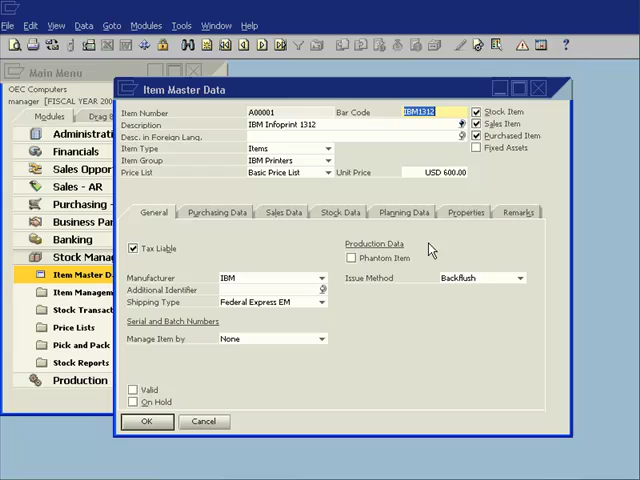 File Edit View Data Goto Modules Tools Window Help
Main Menu
OEC Computers
manager [FISCAL YEAR 200
Modules Drag &
Administrati
Financials
Sales Oppor
Sales - AR
Purchasing -
Business Par
Banking
Stock Manag
Item Master D
Item Managem
Stock Transac
Price Lists
Pick and Pack
Stock Reports
Production
Item Master Data
Item Number A00001 Bar Code IBM1312 Stock Item
Description IBM Infoprint 1312 Sales Item
Desc. in Foreign Lang. Purchased Item
Item Type Items Fixed Assets
Item Group IBM Printers
Price List Basic Price List Unit Price USD 600.00
General Purchasing Data Sales Data Stock Data Planning Data Properties Remarks
Tax Liable Production Data
Phantom Item
Manufacturer IBM Issue Method Backflush
Additional Identifier
Shipping Type Federal Express EM
Serial and Batch Numbers
Manage Item by None
Valid
On Hold
OK Cancel